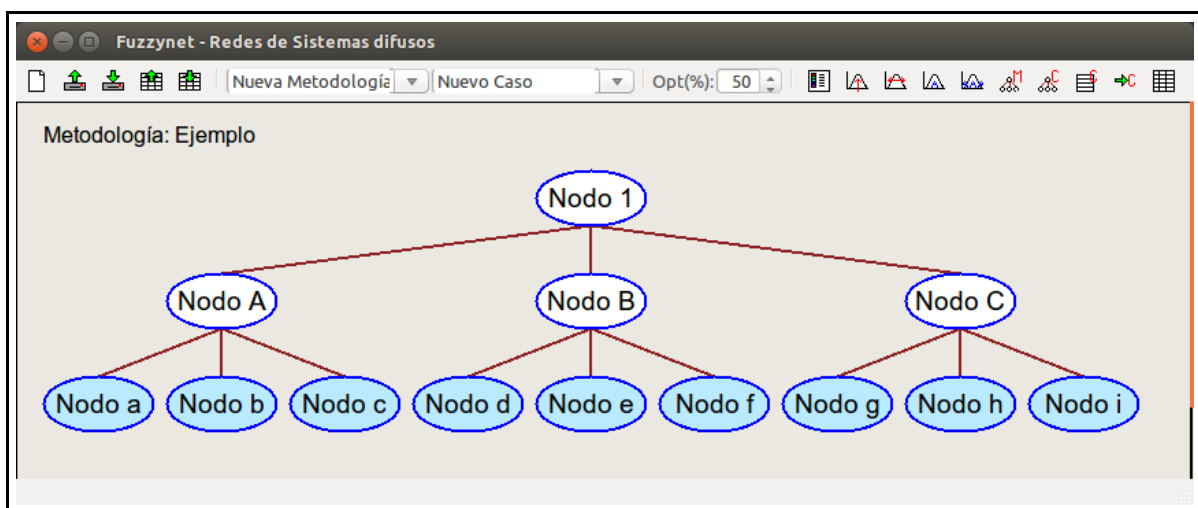 Fuzzynet - Redes de Sistemas difusos
Nueva Metodología Nuevo Caso Opt(%): 50 M C C C
Metodología: Ejemplo
Nodo 1
Nodo A Nodo B Nodo C
Nodo a Nodo b Nodo c Nodo d Nodo e Nodo f Nodo g Nodo h Nodo i